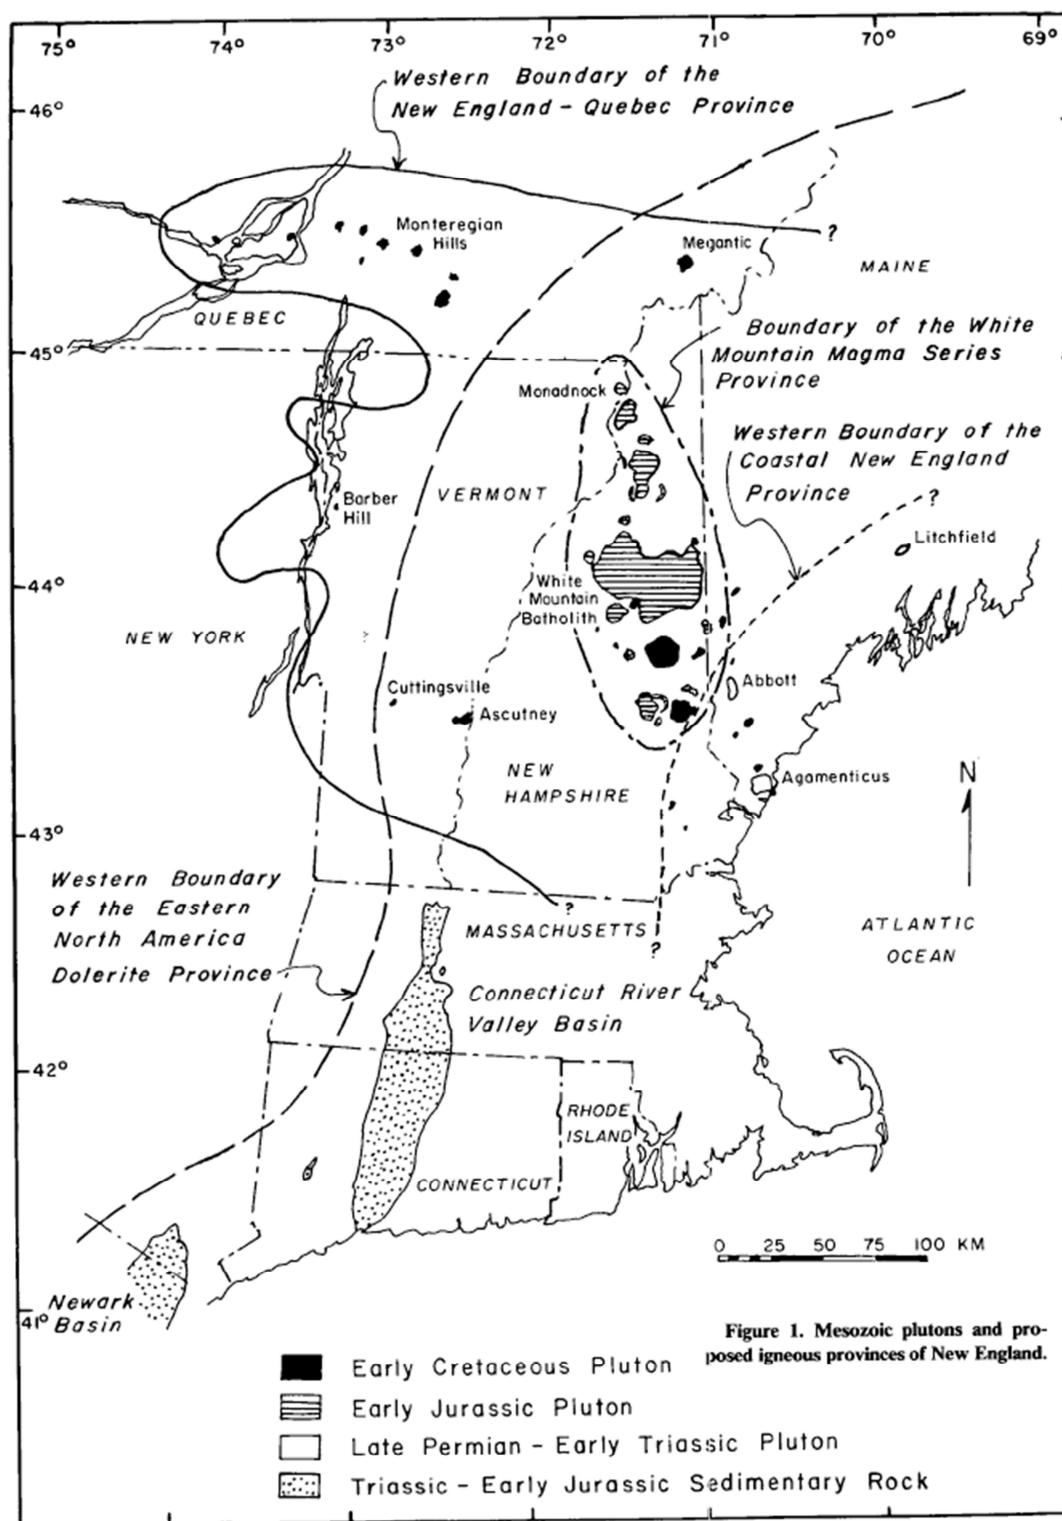 75° 74° 73° 72° 71° 70° 69°
Western Boundary of the
New England - Quebec Province
46°
Monteregian
Hills
Megantic
?
MAINE
QUEBEC
Boundary of the White
Mountain Magma Series
Province
45°
Monadnock
Western Boundary of the
Coastal New England
Province
?
VERMONT
Barber
Hill
Litchfield
44°
White
Mountain
Batholith
NEW YORK
Cuttingsville
Ascutney
Abbott
NEW
HAMPSHIRE
Agamenticus
N
43°
Western Boundary
of the Eastern
North America
Dolerite Province
?
MASSACHUSETTS
?
ATLANTIC
OCEAN
Connecticut River
Valley Basin
42°
RHODE
ISLAND
CONNECTICUT
0 25 50 75 100 KM
Newark
Basin
41°
Figure 1. Mesozoic plutons and pro-
posed igneous provinces of New England.
Early Cretaceous Pluton
Early Jurassic Pluton
Late Permian - Early Triassic Pluton
Triassic - Early Jurassic Sedimentary Rock